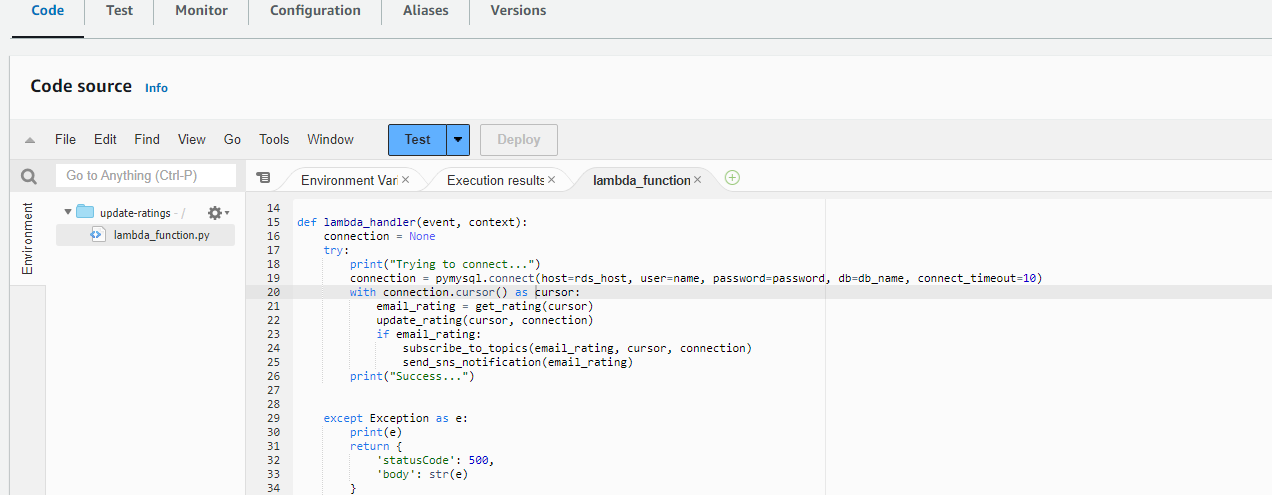 Code Test Monitor Configuration Aliases Versions
Code source Info
File Edit Find View Go Tools Window Test Deploy
Go to Anything (Ctrl-P)
Environment Var Execution results lambda_function
Environment
update-ratings - /
lambda_function.py
14
15 def lambda_handler(event, context):
16     connection = None
17     try:
18         print("Trying to connect...")
19         connection = pymysql.connect(host=rds_host, user=name, password=password, db=db_name, connect_timeout=10)
20         with connection.cursor() as cursor:
21             email_rating = get_rating(cursor)
22             update_rating(cursor, connection)
23             if email_rating:
24                 subscribe_to_topics(email_rating, cursor, connection)
25                 send_sns_notification(email_rating)
26         print("Success...")
27
28
29     except Exception as e:
30         print(e)
31         return {
32             'statusCode': 500,
33             'body': str(e)
34         }